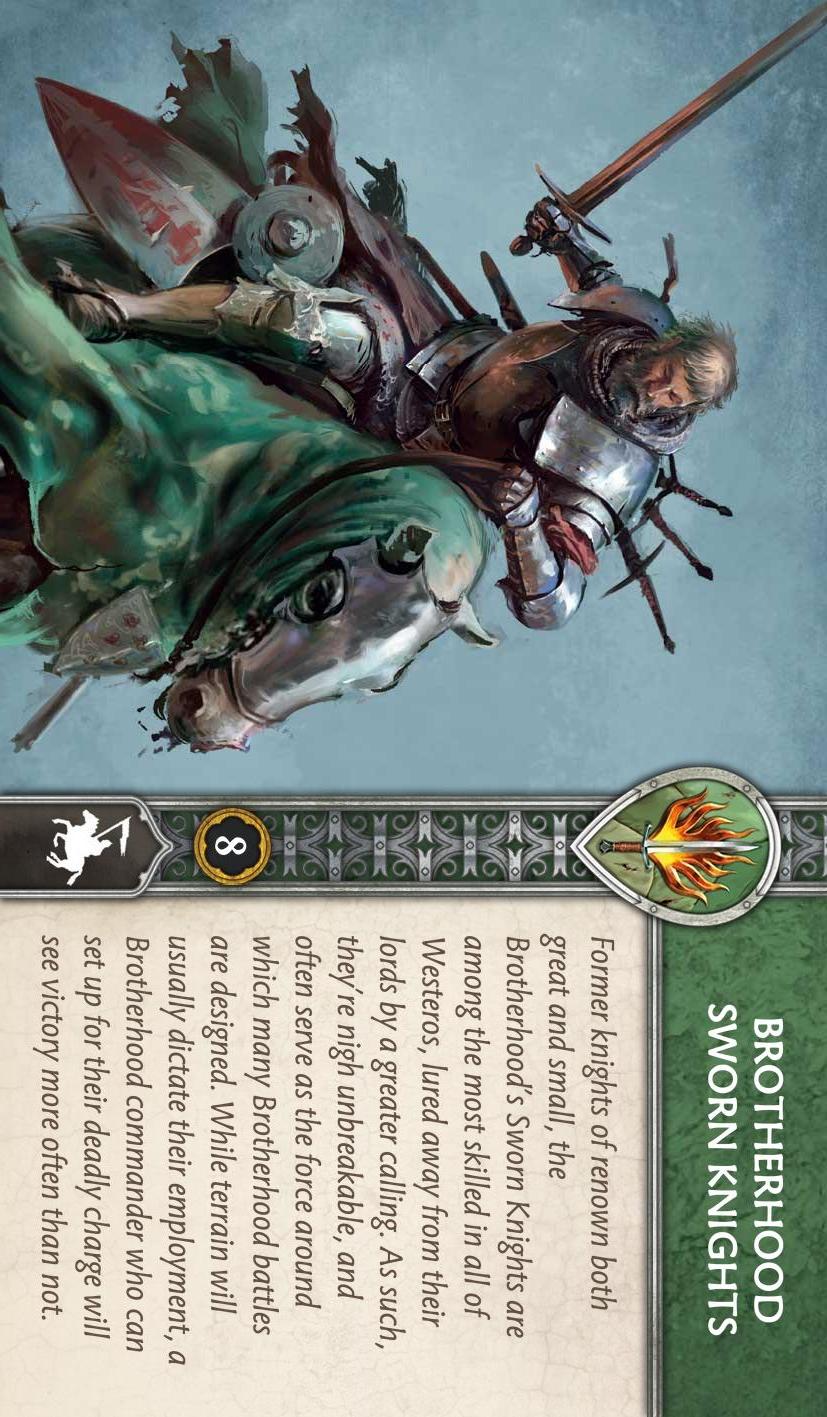 BROTHERHOOD
SWORN KNIGHTS
8
Former knights of renown both
great and small, the
Brotherhood's Sworn Knights are
among the most skilled in all of
Westeros, lured away from their
lords by a greater calling. As such,
they're nigh unbreakable, and
often serve as the force around
which many Brotherhood battles
are designed. While terrain will
usually dictate their employment, a
Brotherhood commander who can
set up for their deadly charge will
see victory more often than not.